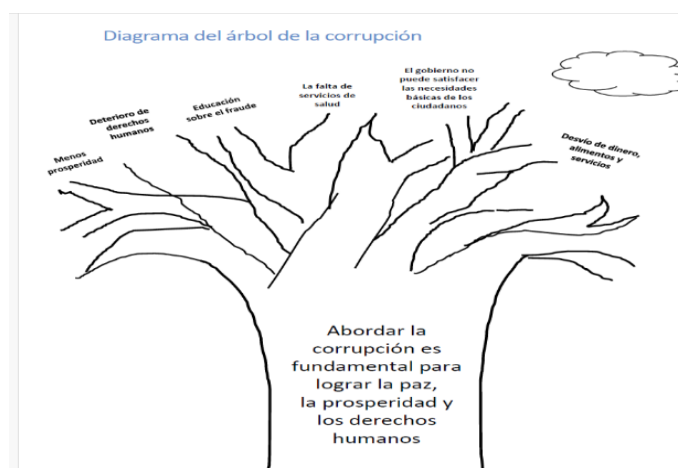 Diagrama del árbol de la corrupción
Menos
prosperidad
Deterioro de
derechos
humanos
Educación
sobre el fraude
La falta de
servicios de
salud
El gobierno no
puede satisfacer
las necesidades
básicas de los
ciudadanos
Desvío de dinero,
alimentos y
servicios
Abordar la
corrupción es
fundamental para
lograr la paz,
la prosperidad y
los derechos
humanos